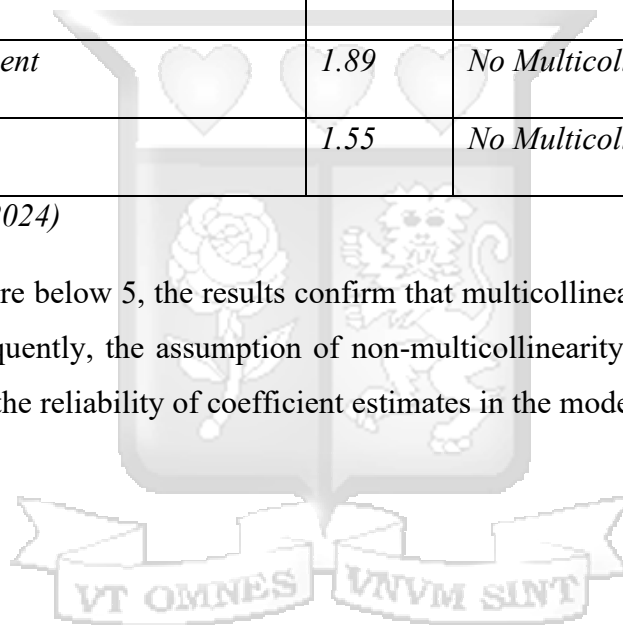 ent 1.89 No Multicoll
1.55 No Multicoll
2024)
re below 5, the results confirm that multicollinea
quently, the assumption of non-multicollinearity
the reliability of coefficient estimates in the mode
VT OMNES VNVM SINT